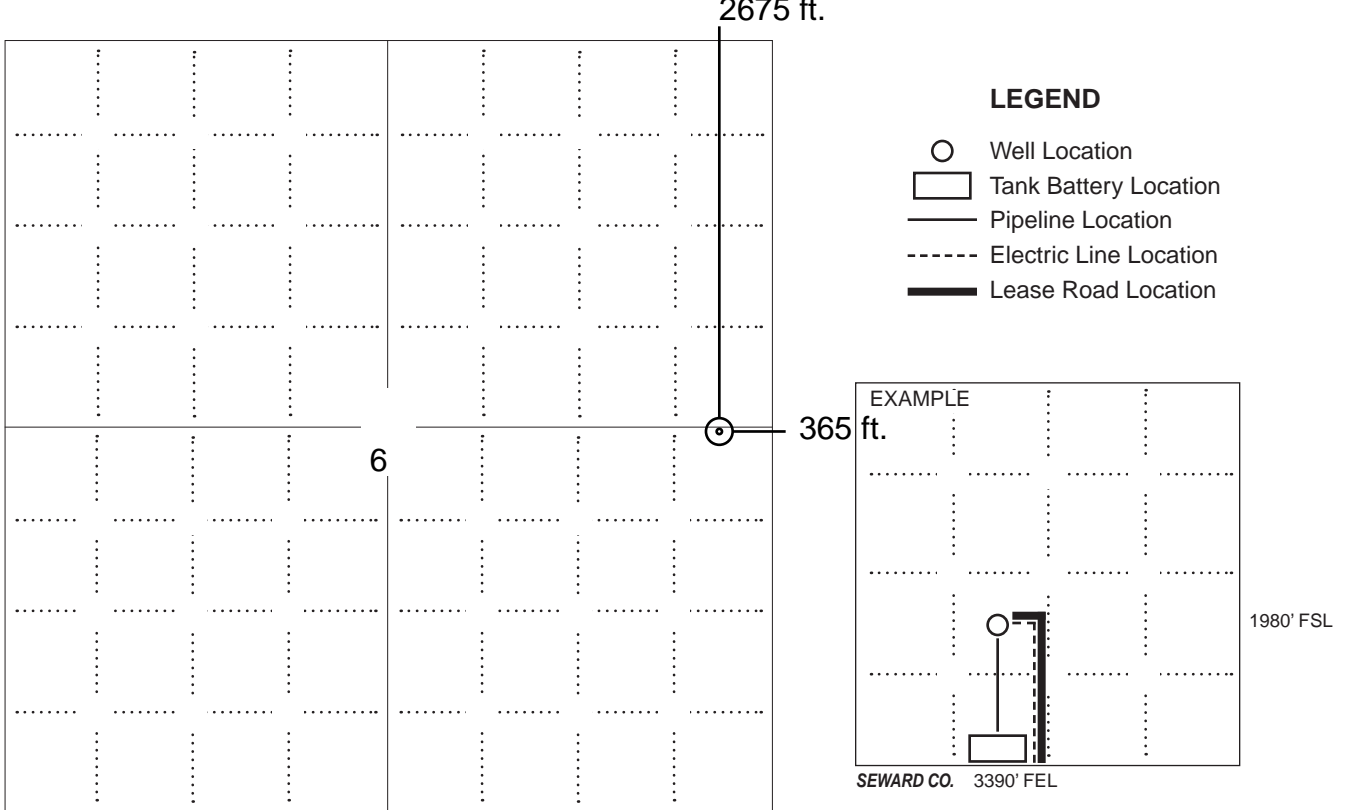 2675 ft.
LEGEND
Well Location
Tank Battery Location
Pipeline Location
Electric Line Location
Lease Road Location
EXAMPLE
365 ft.
6
1980' FSL
SEWARD CO. 3390' FEL